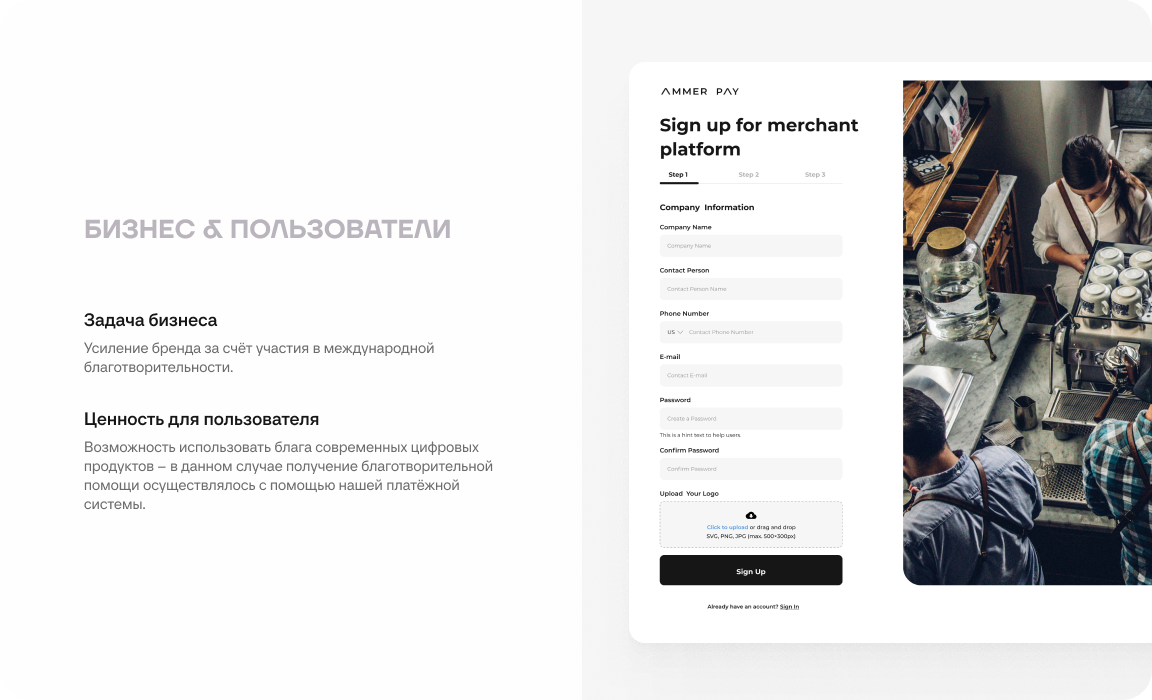 БИЗНЕС & ПОЛЬЗОВАТЕЛИ
Задача бизнеса
Усиление бренда за счёт участия в международной
благотворительности.
Ценность для пользователя
Возможность использовать блага современных цифровых
продуктов – в данном случае получение благотворительной
помощи осуществлялось с помощью нашей платёжной
системы.
AMMER PAY
Sign up for merchant
platform
Step 1 Step 2 Step 3
Company Information
Company Name
Company Name
Contact Person
Contact Person Name
Phone Number
US Contact Phone Number
E-mail
Contact E-mail
Password
Create a Password
This is a hint text to help users.
Confirm Password
Confirm Password
Upload Your Logo
Click to upload or drag and drop
SVG, PNG, JPG (max. 500×300px)
Sign Up
Already have an account? Sign In